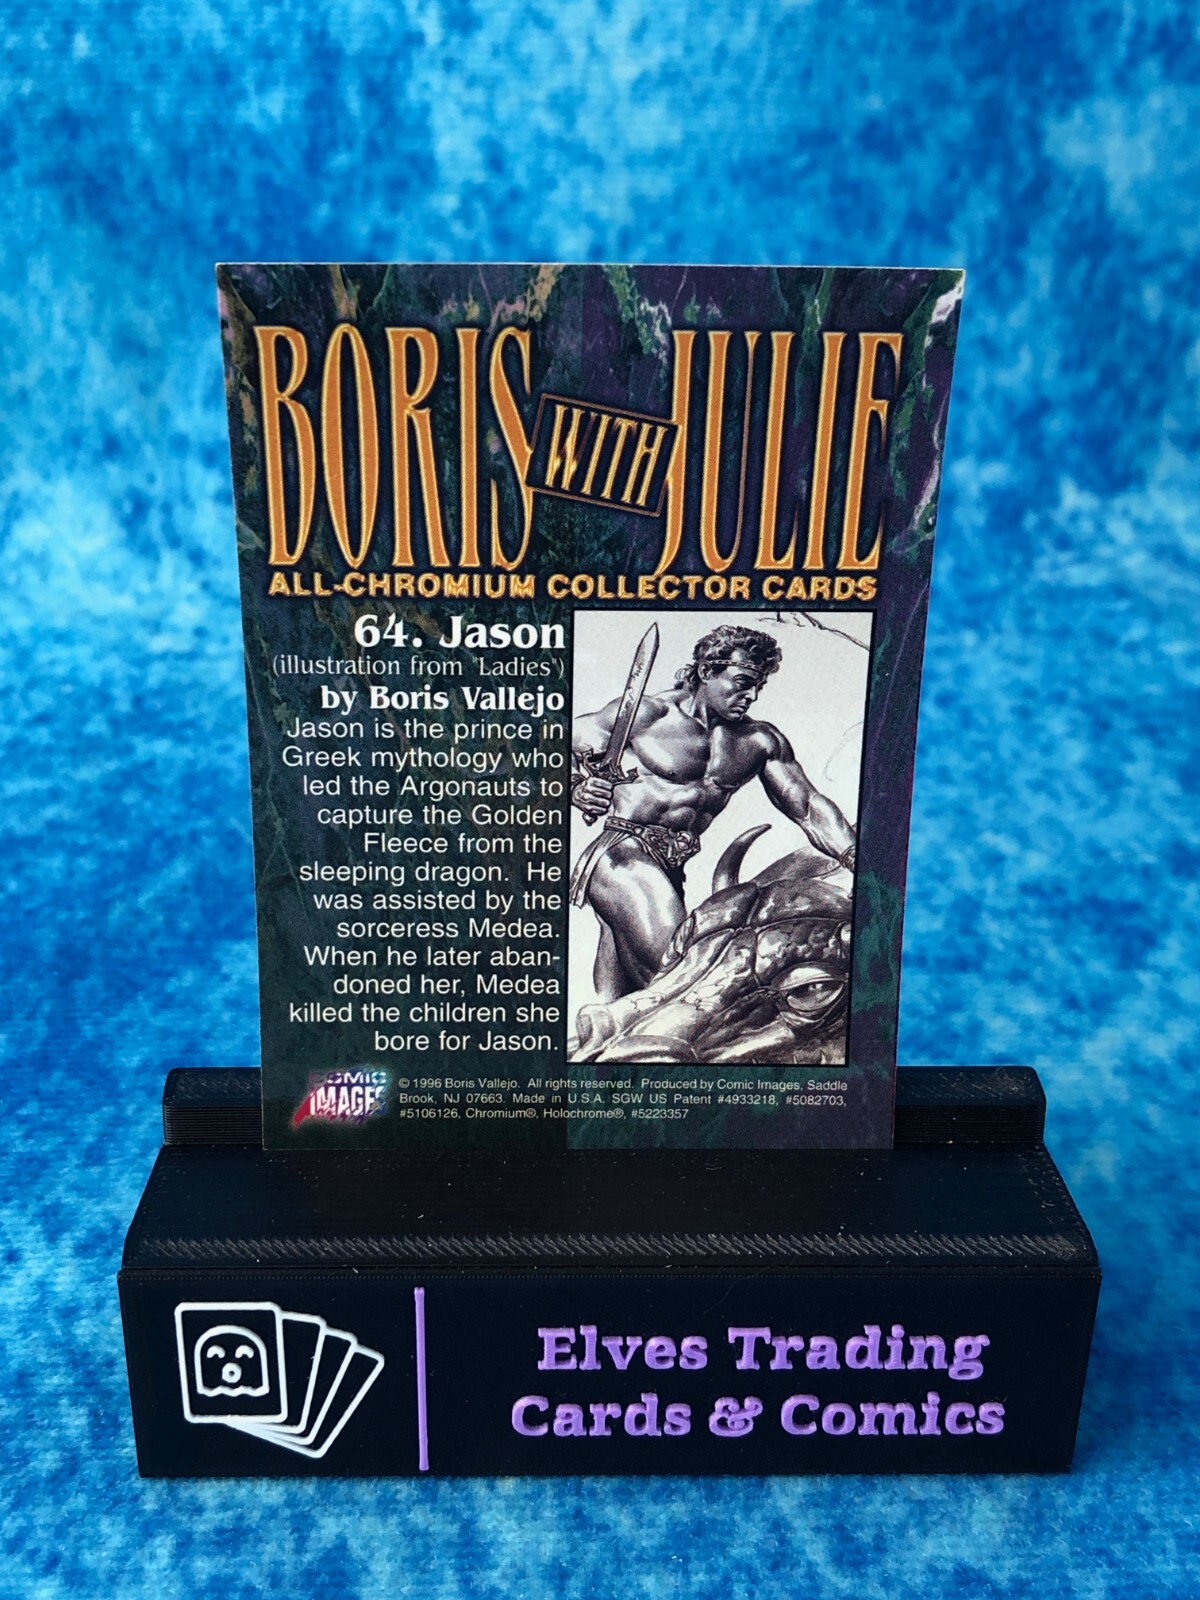 BORIS WITH JULIE
ALL-CHROMIUM COLLECTOR CARDS
64. Jason
(illustration from "Ladies")
by Boris Vallejo
Jason is the prince in
Greek mythology who
led the Argonauts to
capture the Golden
Fleece from the
sleeping dragon. He
was assisted by the
sorceress Medea.
When he later aban-
doned her, Medea
killed the children she
bore for Jason.
COMIC
IMAGES
© 1996 Boris Vallejo. All rights reserved. Produced by Comic Images, Saddle
Brook, NJ 07663. Made in U.S.A. SGW US Patent #4933218, #5082703,
#5106126, Chromium®, Holochrome®, #5223357
Elves Trading
Cards & Comics